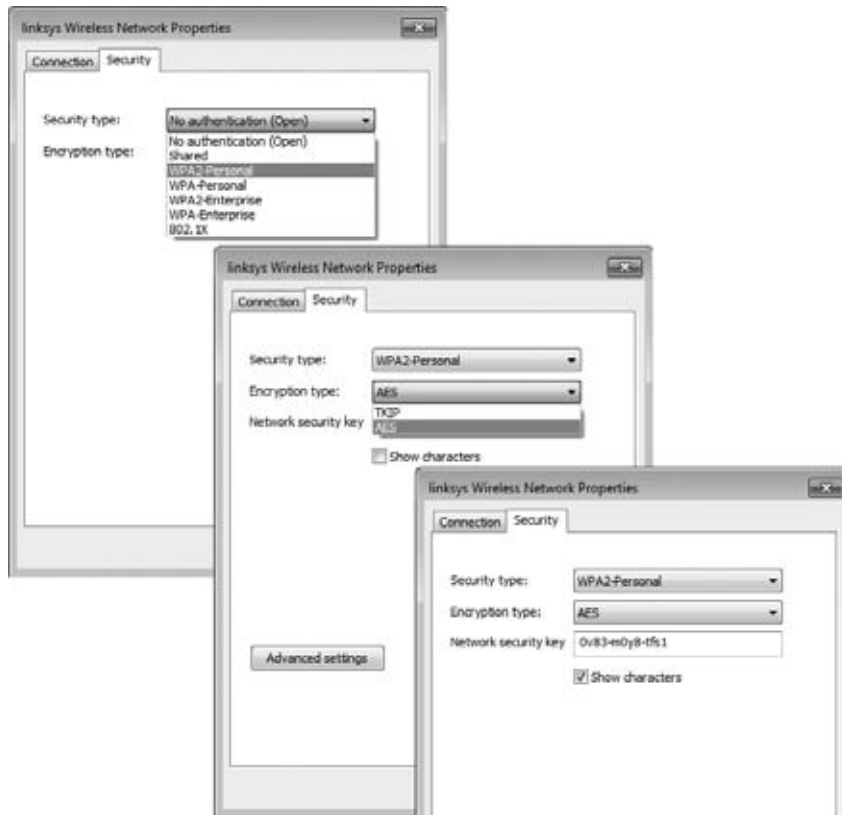 linksys Wireless Network Properties
Connection Security
Security type: No authentication (Open)
No authentication (Open)
Encryption type:
Shared
WPA2-Personal
WPA-Personal
WPA2-Enterprise
WPA-Enterprise
802.1X
linksys Wireless Network Properties
Connection Security
Security type: WPA2-Personal
Encryption type: AES
TKIP
Network security key AES
Show characters
Advanced settings
linksys Wireless Network Properties
Connection Security
Security type: WPA2-Personal
Encryption type: AES
Network security key 0v83-m0y8-tfs1
Show characters